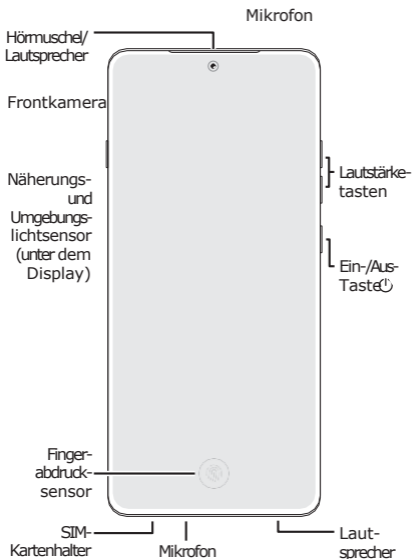 Mikrofon
Hörmuschel/
Lautsprecher
Frontkamera
Näherungs-
und
Umgebungs-
lichtsensor
(unter dem
Display)
Lautstärke-
tasten
Ein-/Aus-
Taste
Finger-
abdruck-
sensor
SIM-
Kartenhalter
Mikrofon
Laut-
sprecher